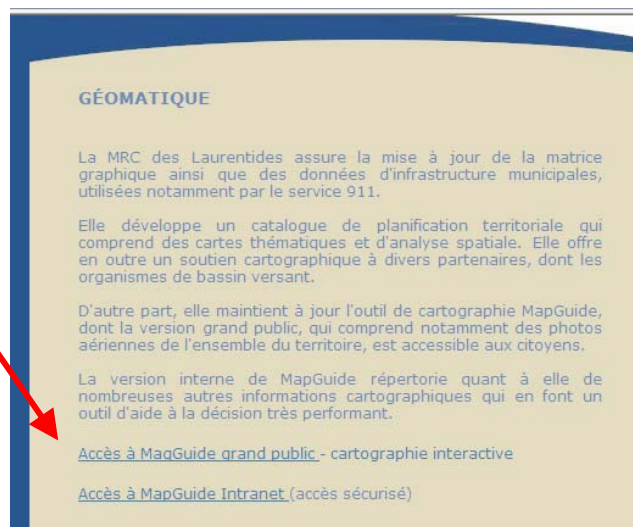 GÉOMATIQUE
La MRC des Laurentides assure la mise à jour de la matrice
graphique ainsi que des données d'infrastructure municipales,
utilisées notamment par le service 911.
Elle développe un catalogue de planification territoriale qui
comprend des cartes thématiques et d'analyse spatiale. Elle offre
en outre un soutien cartographique à divers partenaires, dont les
organismes de bassin versant.
D'autre part, elle maintient à jour l'outil de cartographie MapGuide,
dont la version grand public, qui comprend notamment des photos
aériennes de l'ensemble du territoire, est accessible aux citoyens.
La version interne de MapGuide répertorie quant à elle de
nombreuses autres informations cartographiques qui en font un
outil d'aide à la décision très performant.
Accès à MagGuide grand public - cartographie interactive
Accès à MapGuide Intranet (accès sécurisé)